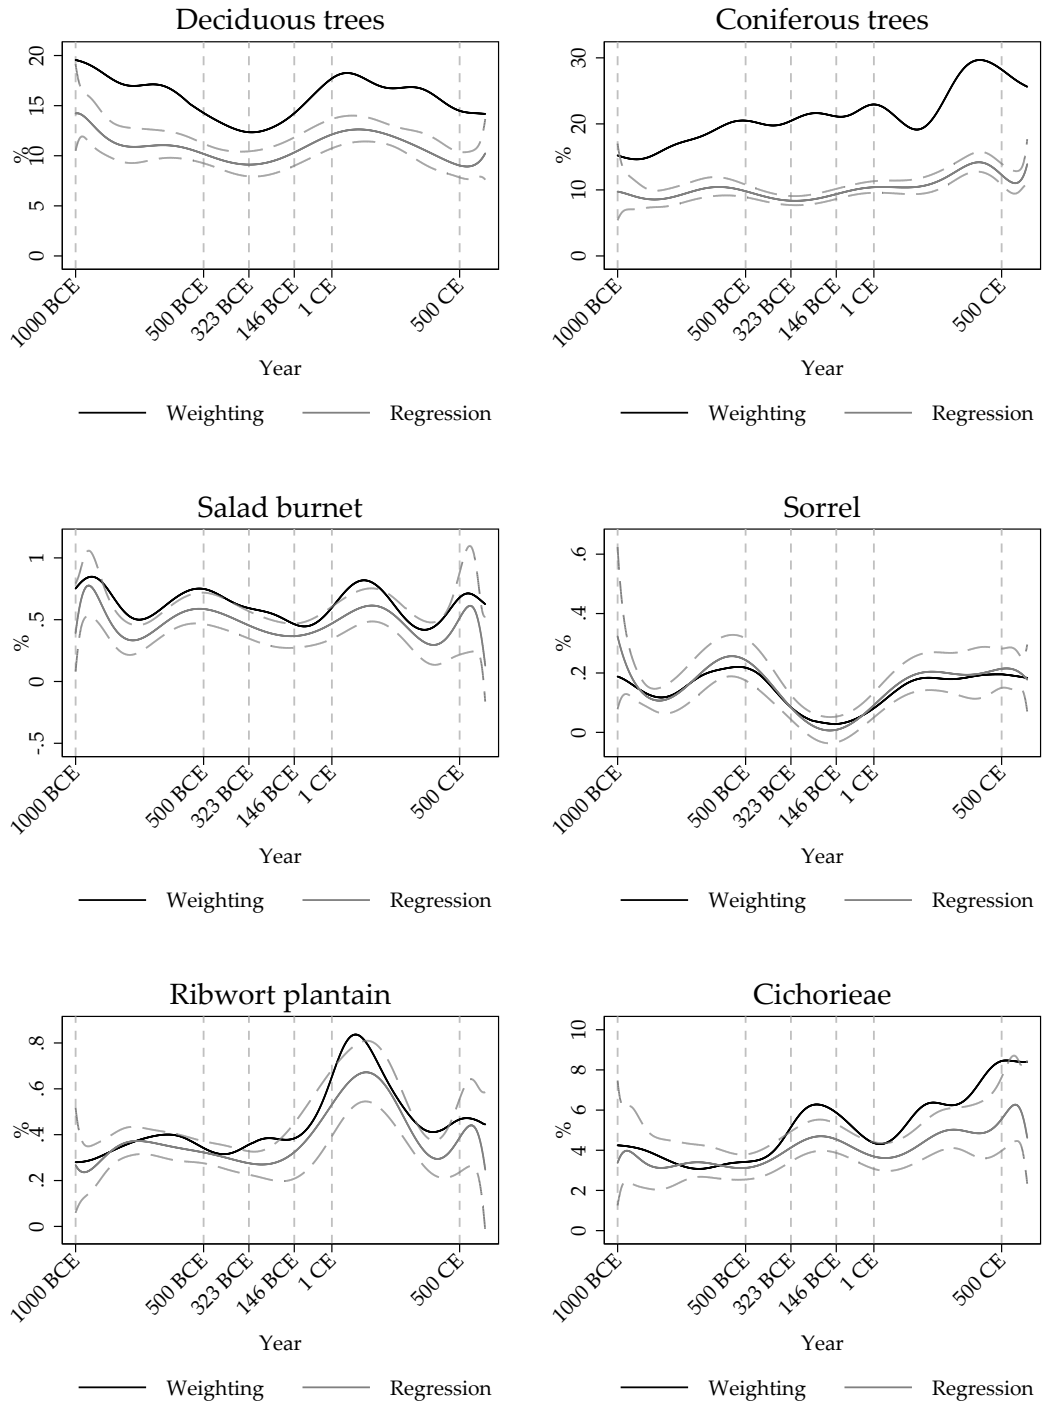 Deciduous trees
%
0 5 10 15 20
1000 BCE 500 BCE 323 BCE 146 BCE 1 CE 500 CE
Year
Weighting Regression
Coniferous trees
%
0 10 20 30
1000 BCE 500 BCE 323 BCE 146 BCE 1 CE 500 CE
Year
Weighting Regression
Salad burnet
%
-.5 0 .5 1
1000 BCE 500 BCE 323 BCE 146 BCE 1 CE 500 CE
Year
Weighting Regression
Sorrel
%
0 .2 .4 .6
1000 BCE 500 BCE 323 BCE 146 BCE 1 CE 500 CE
Year
Weighting Regression
Ribwort plantain
%
0 .2 .4 .6 .8
1000 BCE 500 BCE 323 BCE 146 BCE 1 CE 500 CE
Year
Weighting Regression
Cichorieae
%
0 2 4 6 8 10
1000 BCE 500 BCE 323 BCE 146 BCE 1 CE 500 CE
Year
Weighting Regression